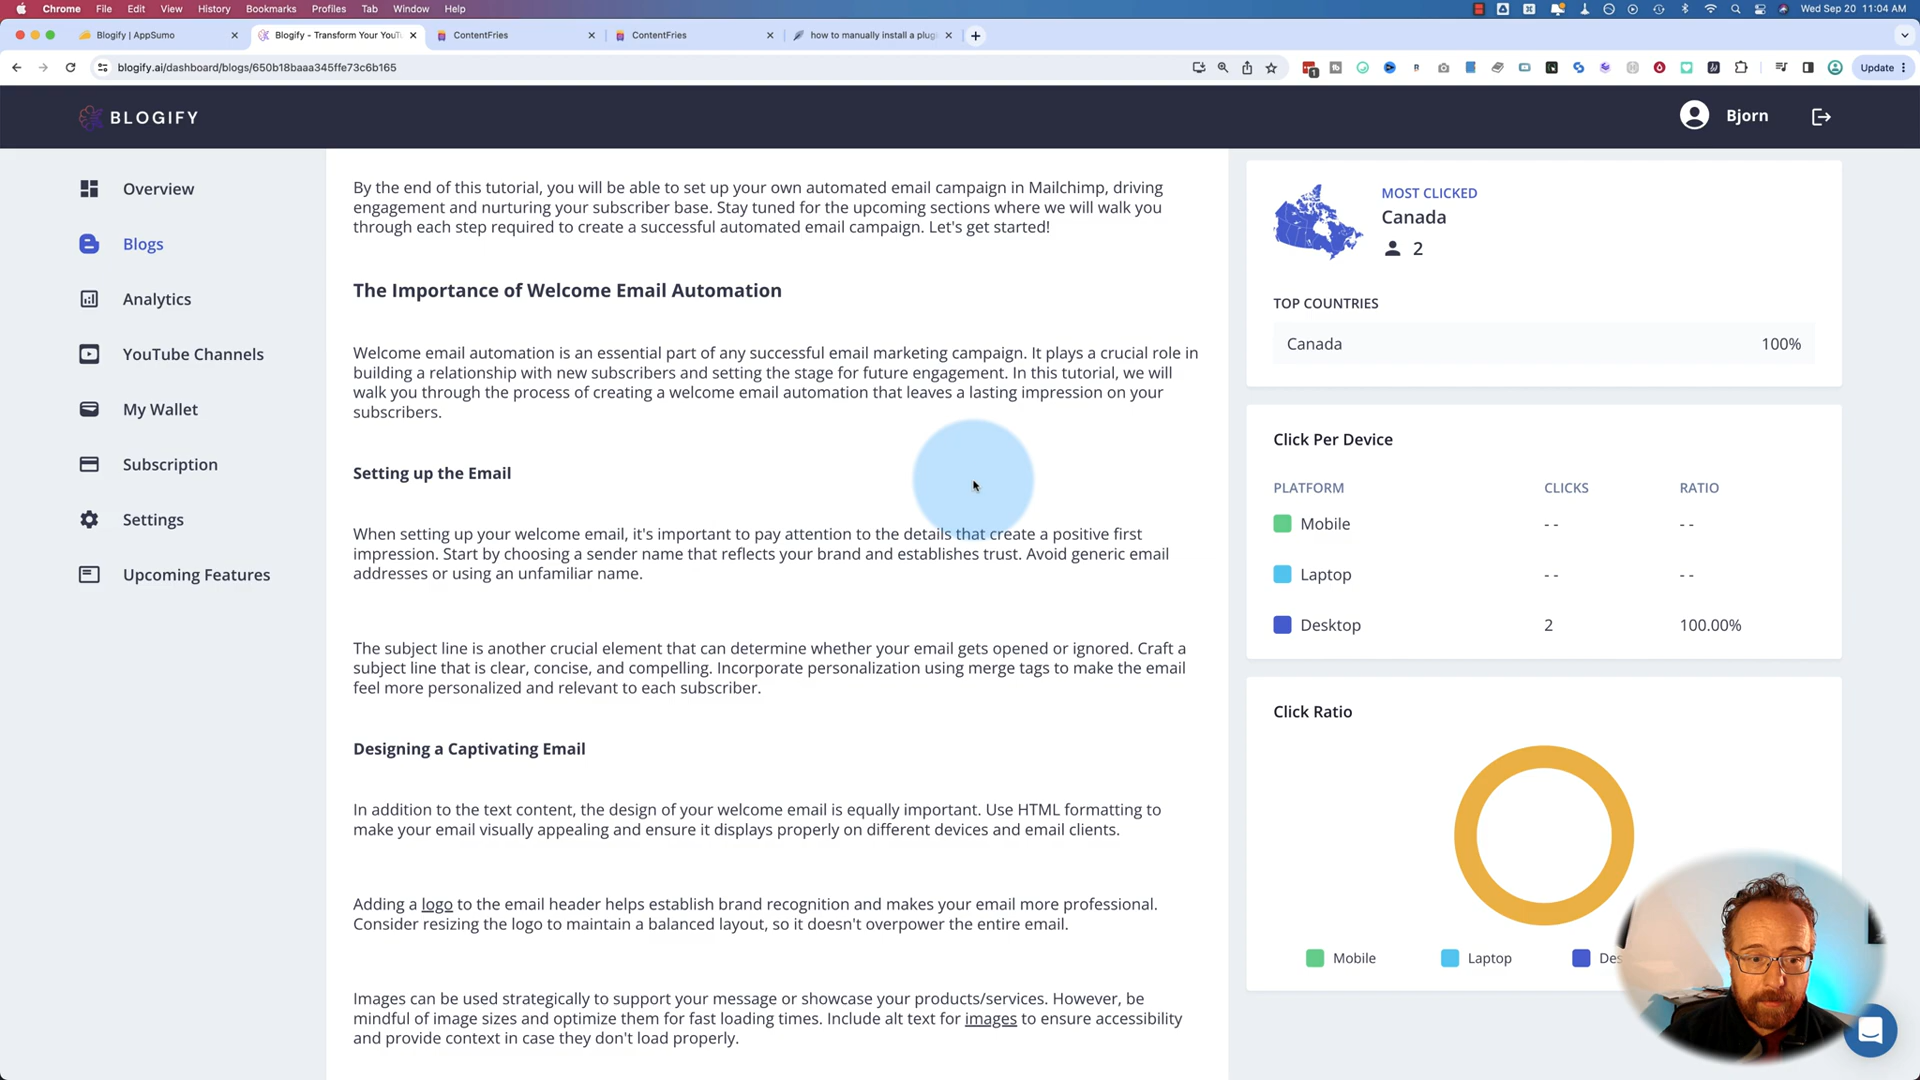 Chrome File Edit View History Bookmarks Profiles Tab Window Help
Wed Sep 20 11:04 AM
Blogify | AppSumo
Blogify - Transform Your YouT
ContentFries
ContentFries
how to manually install a plug
blogify.ai/dashboard/blogs/650b18baaa345ffe73c6b165
Update
BLOGIFY
Bjorn
Overview
Blogs
Analytics
YouTube Channels
My Wallet
Subscription
Settings
Upcoming Features
By the end of this tutorial, you will be able to set up your own automated email campaign in Mailchimp, driving
engagement and nurturing your subscriber base. Stay tuned for the upcoming sections where we will walk you
through each step required to create a successful automated email campaign. Let's get started!
The Importance of Welcome Email Automation
Welcome email automation is an essential part of any successful email marketing campaign. It plays a crucial role in
building a relationship with new subscribers and setting the stage for future engagement. In this tutorial, we will
walk you through the process of creating a welcome email automation that leaves a lasting impression on your
subscribers.
Setting up the Email
When setting up your welcome email, it's important to pay attention to the details that create a positive first
impression. Start by choosing a sender name that reflects your brand and establishes trust. Avoid generic email
addresses or using an unfamiliar name.
The subject line is another crucial element that can determine whether your email gets opened or ignored. Craft a
subject line that is clear, concise, and compelling. Incorporate personalization using merge tags to make the email
feel more personalized and relevant to each subscriber.
Designing a Captivating Email
In addition to the text content, the design of your welcome email is equally important. Use HTML formatting to
make your email visually appealing and ensure it displays properly on different devices and email clients.
Adding a logo to the email header helps establish brand recognition and makes your email more professional.
Consider resizing the logo to maintain a balanced layout, so it doesn't overpower the entire email.
Images can be used strategically to support your message or showcase your products/services. However, be
mindful of image sizes and optimize them for fast loading times. Include alt text for images to ensure accessibility
and provide context in case they don't load properly.
MOST CLICKED
Canada
2
TOP COUNTRIES
Canada 100%
Click Per Device
PLATFORM CLICKS RATIO
Mobile -- --
Laptop -- --
Desktop 2 100.00%
Click Ratio
Mobile Laptop Des